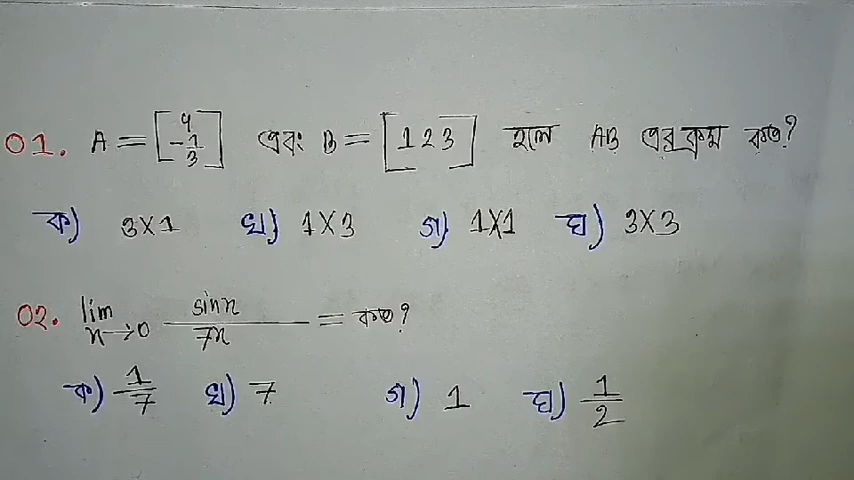 01. A = [4 -1 3] এবং B = [1 2 3] হলে AB এর ক্রম কত?
ক) 3×1 খ) 1×3 গ) 1×1 ঘ) 3×3
02. lim x→0 sinx / 7x = কত?
ক) 1/7 খ) 7 গ) 1 ঘ) 1/2